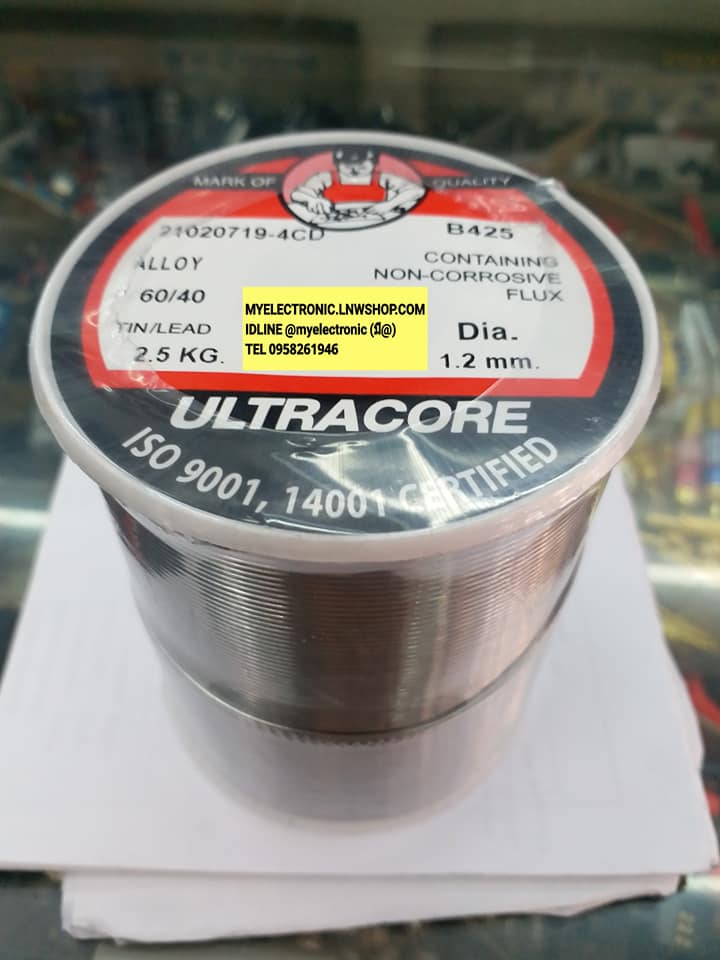 MARK OF QUALITY
21020719-4CD
B425
ALLOY
60/40
TIN/LEAD
2.5 KG.
CONTAINING
NON-CORROSIVE
FLUX
Dia.
1.2 mm.
MYELECTRONIC.LNWSHOP.COM
IDLINE @myelectronic (มี@)
TEL 0958261946
ULTRACORE
ISO 9001, 14001 CERTIFIED